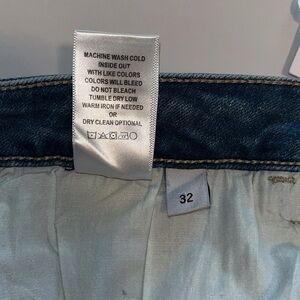 MACHINE WASH COLD
INSIDE OUT
WITH LIKE COLORS
COLORS WILL BLEED
DO NOT BLEACH
TUMBLE DRY LOW
WARM IRON IF NEEDED
OR
DRY CLEAN OPTIONAL
32